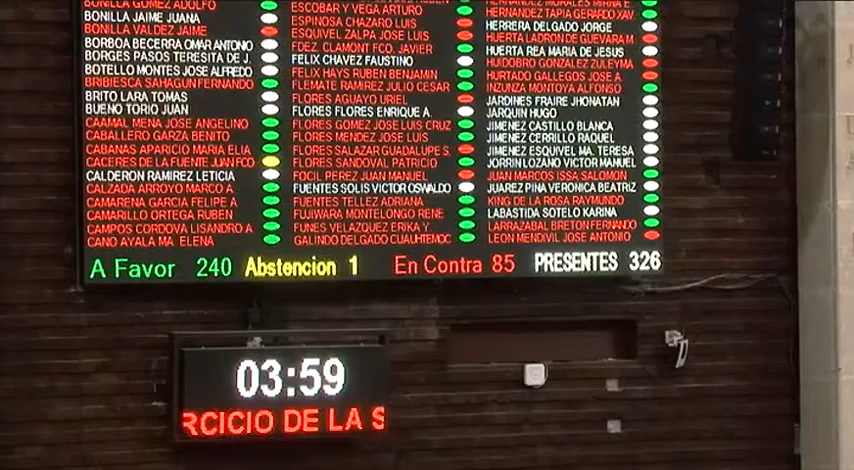 BONILLA GOMEZ ADOLFO
BONILLA JAIME JUANA
BONILLA VALDEZ JAIME
BORBOA BECERRA OMAR ANTONIO
BORGES PASOS TERESITA DE J.
BOTELLO MONTES JOSE ALFREDO
BRIBIESCA SAHAGUN FERNANDO
BRITO LARA TOMAS
BUENO TORIO JUAN
CAAMAL MENA JOSE ANGELINO
CABALLERO GARZA BENITO
CABANAS APARICIO MARIA ELIA
CACERES DE LA FUENTE JUAN FCO
CALDERON RAMIREZ LETICIA
CALZADA ARROYO MARCO A
CAMARENA GARCIA FELIPE A
CAMARILLO ORTEGA RUBEN
CAMPOS CORDOVA LISANDRO A
CANO AYALA MA. ELENA
ESCOBAR Y VEGA ARTURO
ESPINOSA CHAZARO LUIS
ESQUIVEL ZALPA JOSE LUIS
FDEZ. CLAMONT FCO. JAVIER
FELIX CHAVEZ FAUSTINO
FELIX HAYS RUBEN BENJAMIN
FLEMATE RAMIREZ JULIO CESAR
FLORES AGUAYO URIEL
FLORES FLORES ENRIQUE A.
FLORES GOMEZ JOSE LUIS CRUZ
FLORES MENDEZ JOSE LUIS
FLORES SALAZAR GUADALUPE S.
FLORES SANDOVAL PATRICIO
FOCIL PEREZ JUAN MANUEL
FUENTES SOLIS VICTOR OSWALDO
FUENTES TELLEZ ADRIANA
FUJIWARA MONTELONGO RENE
FUNES VELAZQUEZ ERIKA Y
GALINDO DELGADO CUAUHTEMOC
HERNANDEZ MORALES MIRNA E.
HERNANDEZ TAPIA GERARDO XAV.
HERRERA DELGADO JORGE
HUERTA LADRON DE GUEVARA M
HUERTA REA MARIA DE JESUS
HUIDOBRO GONZALEZ ZULEYMA
HURTADO GALLEGOS JOSE A
INZUNZA MONTOYA ALFONSO
JARDINES FRAIRE JHONATAN
JARQUIN HUGO
JIMENEZ CASTILLO BLANCA
JIMENEZ CERRILLO RAQUEL
JIMENEZ ESQUIVEL MA. TERESA
JORRIN LOZANO VICTOR MANUEL
JUAN MARCOS ISSA SALOMON
JUAREZ PINA VERONICA BEATRIZ
KING DE LA ROSA RAYMUNDO
LABASTIDA SOTELO KARINA
LARRAZABAL BRETON FERNANDO
LEON MENDIVIL JOSE ANTONIO
A Favor 240 Abstencion 1 En Contra 85 PRESENTES 326
03:59
RCICIO DE LA S